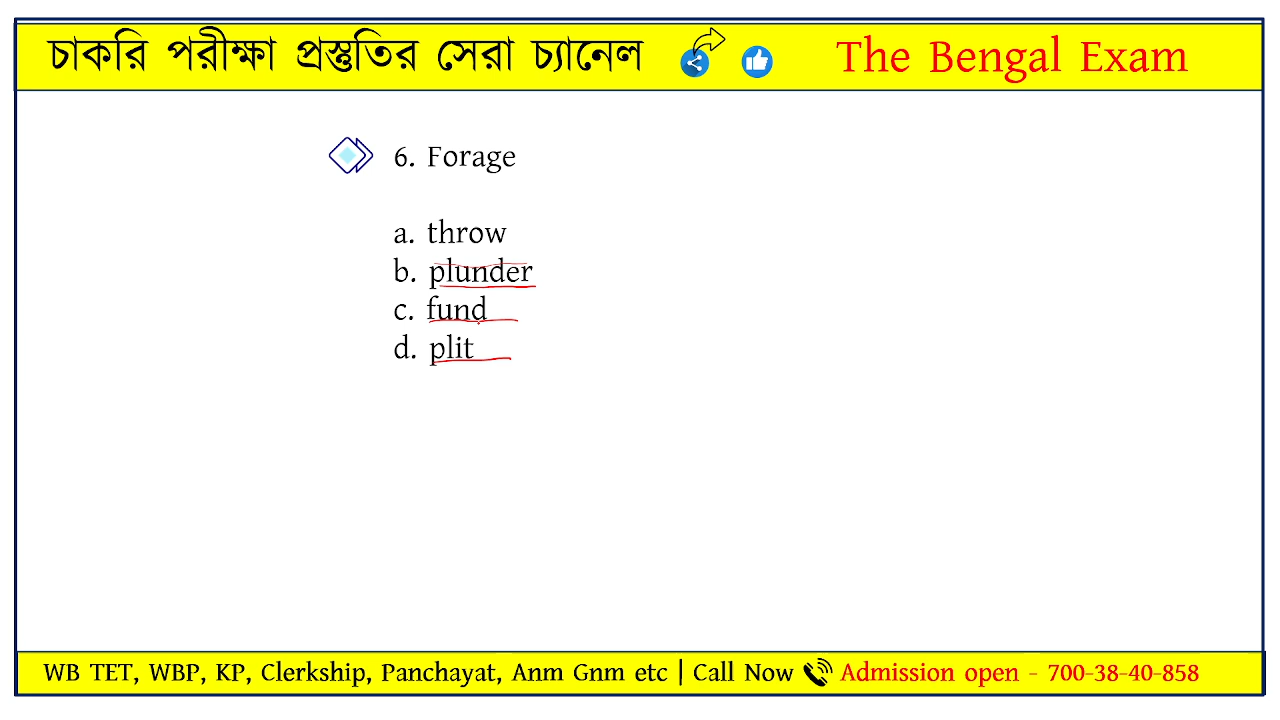 চাকরি পরীক্ষা প্রস্তুতির সেরা চ্যানেল The Bengal Exam
6. Forage
a. throw
b. plunder
c. fund
d. plit
WB TET, WBP, KP, Clerkship, Panchayat, Anm Gnm etc | Call Now Admission open - 700-38-40-858